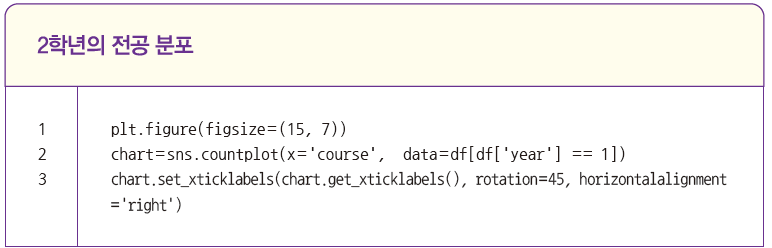 2학년의 전공 분포
1 plt.figure(figsize=(15, 7))
2 chart=sns.countplot(x='course', data=df[df['year'] == 1])
3 chart.set_xticklabels(chart.get_xticklabels(), rotation=45, horizontalalignment
='right')